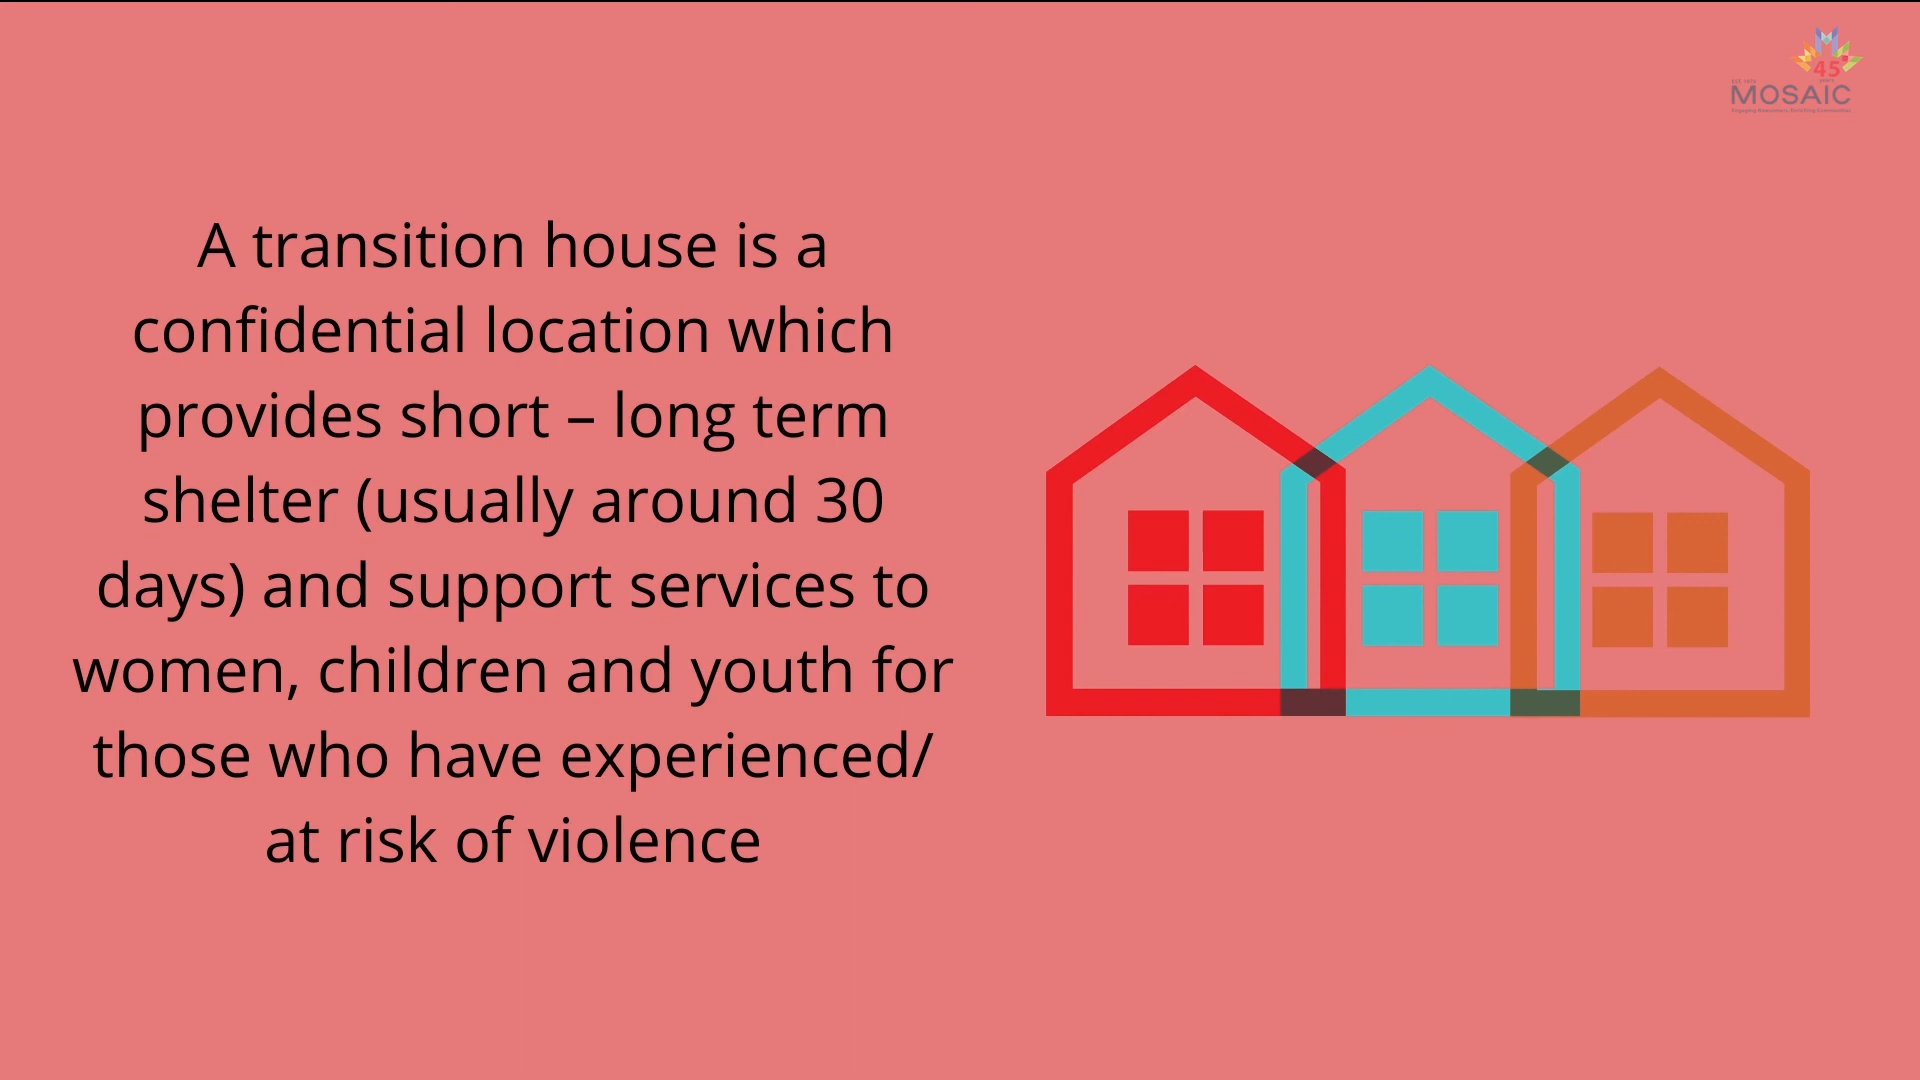 45
MOSAIC
A transition house is a
confidential location which
provides short – long term
shelter (usually around 30
days) and support services to
women, children and youth for
those who have experienced/
at risk of violence